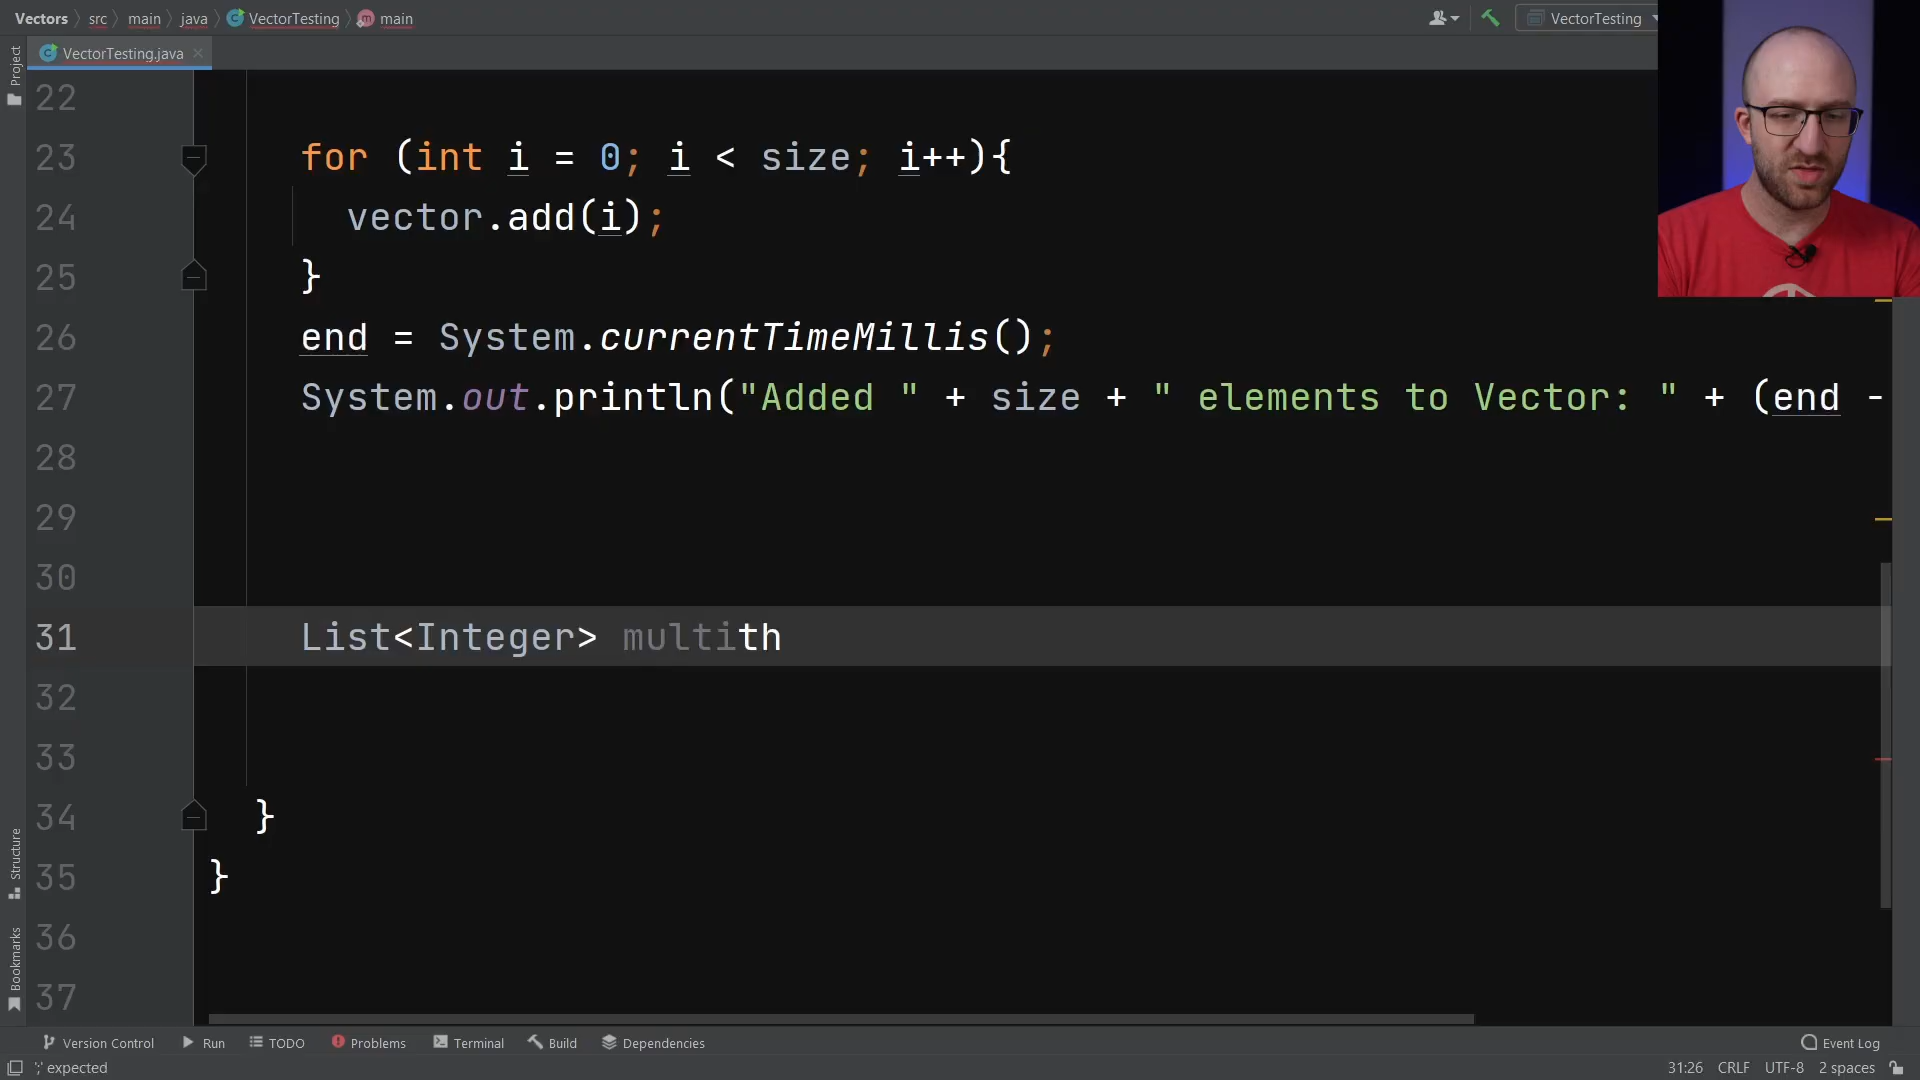 Vectors src main java VectorTesting main
VectorTesting
VectorTesting.java
Project
22
23 for (int i = 0; i < size; i++){
24 vector.add(i);
25 }
26 end = System.currentTimeMillis();
27 System.out.println("Added " + size + " elements to Vector: " + (end -
28
29
30
31 List<Integer> multith
32
33
34 }
35 }
36
37
Structure
Bookmarks
Version Control Run TODO Problems Terminal Build Dependencies Event Log
';' expected 31:26 CRLF UTF-8 2 spaces